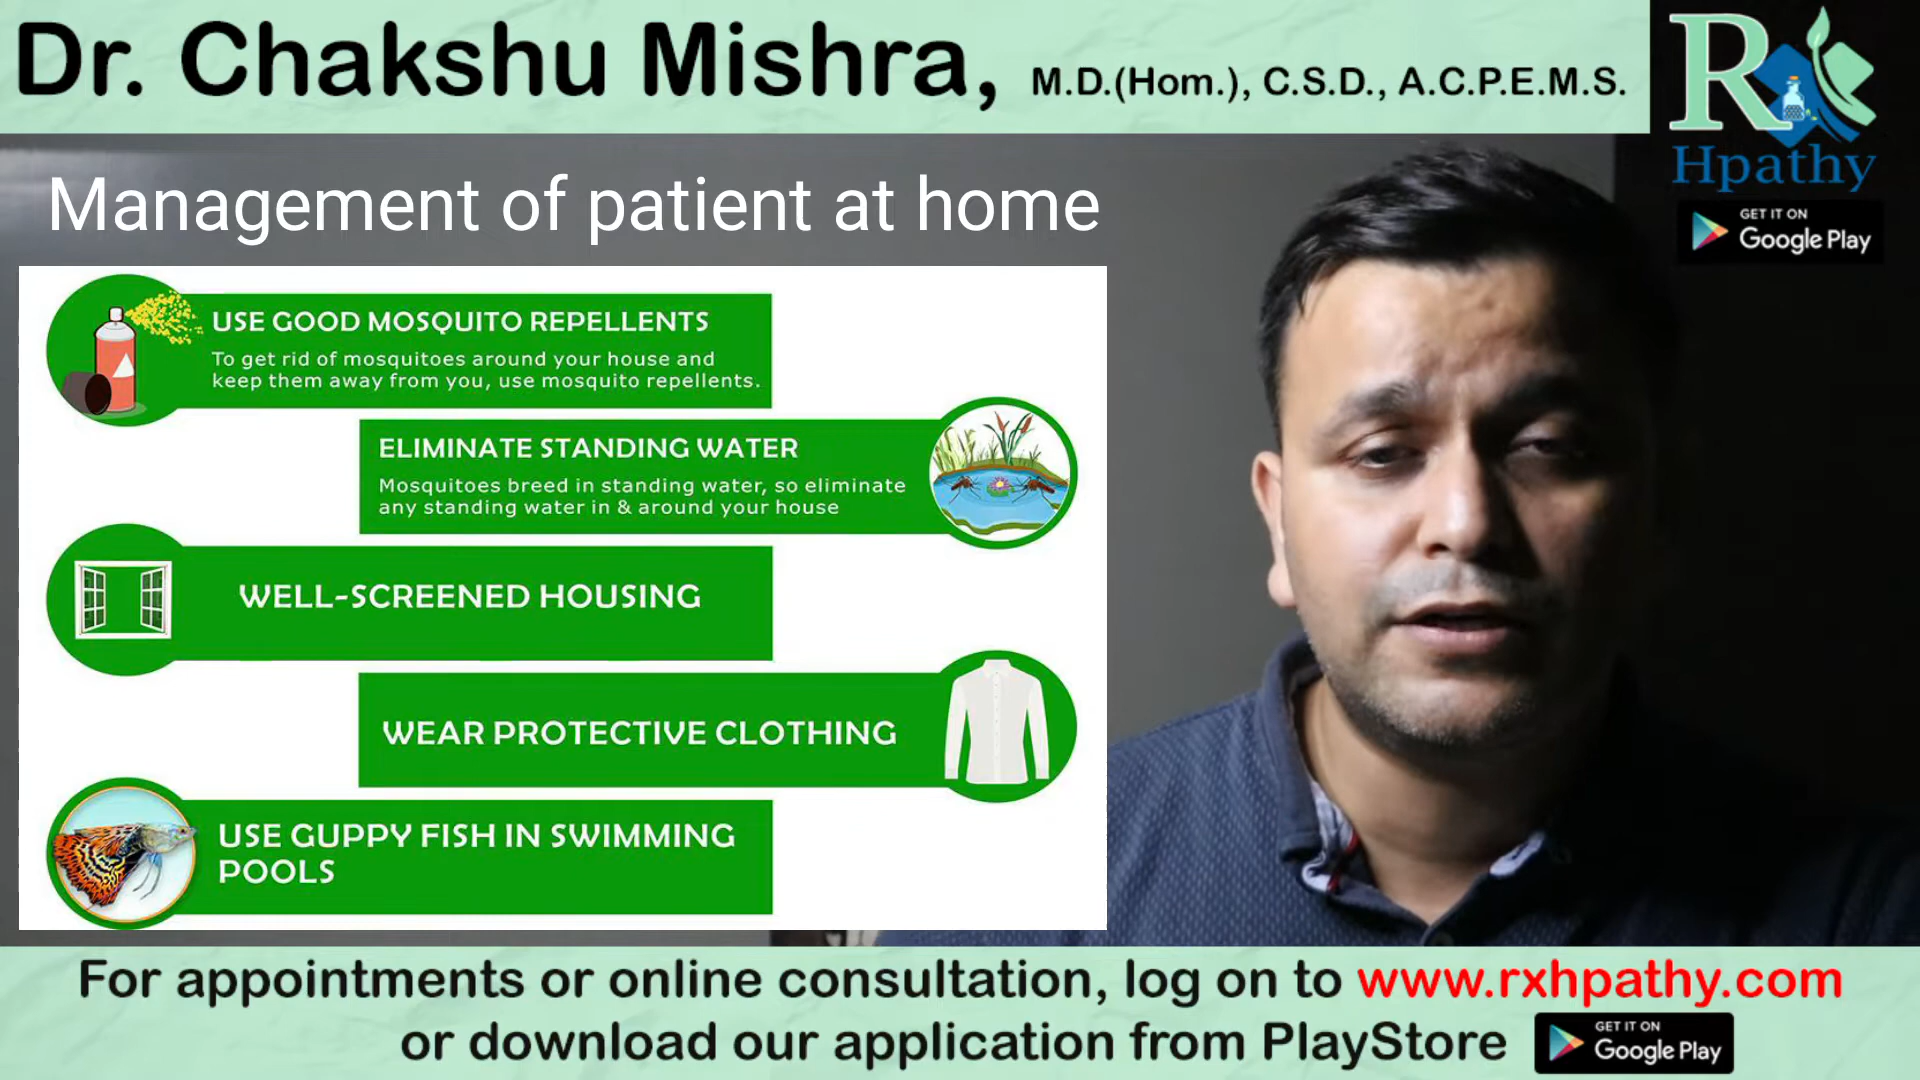 Dr. Chakshu Mishra, M.D.(Hom.), C.S.D., A.C.P.E.M.S.
Rx
Hpathy
GET IT ON
Google Play
Management of patient at home
USE GOOD MOSQUITO REPELLENTS
To get rid of mosquitoes around your house and
keep them away from you, use mosquito repellents.
ELIMINATE STANDING WATER
Mosquitoes breed in standing water, so eliminate
any standing water in & around your house
WELL-SCREENED HOUSING
WEAR PROTECTIVE CLOTHING
USE GUPPY FISH IN SWIMMING
POOLS
For appointments or online consultation, log on to www.rxhpathy.com
or download our application from PlayStore
GET IT ON
Google Play